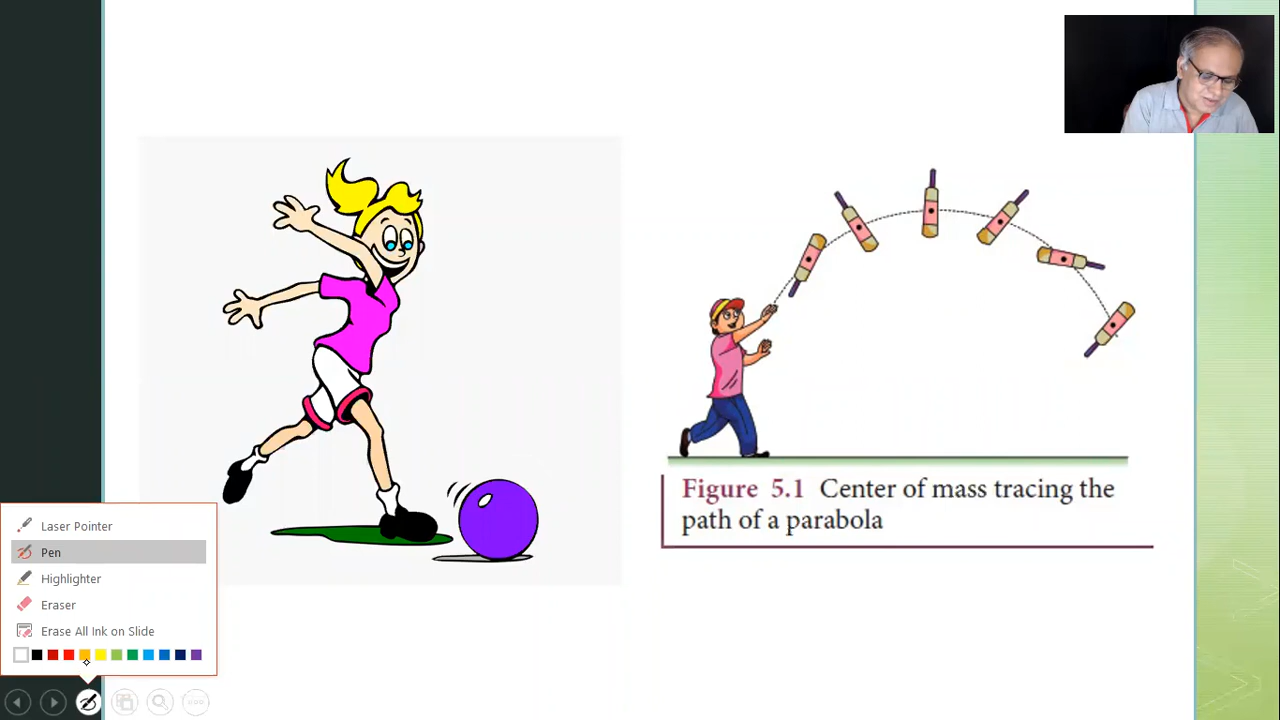 Figure 5.1 Center of mass tracing the
path of a parabola
Laser Pointer
Pen
Highlighter
Eraser
Erase All Ink on Slide